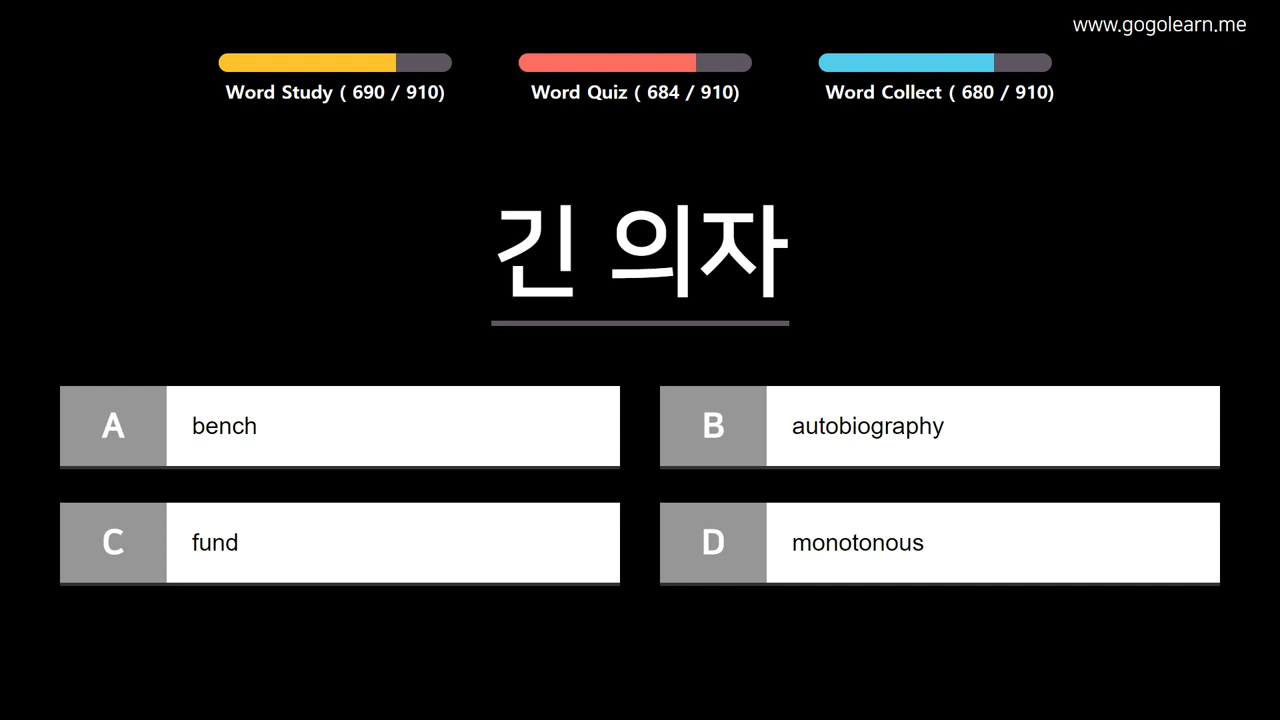 www.gogolearn.me
Word Study ( 690 / 910)
Word Quiz ( 684 / 910)
Word Collect ( 680 / 910)
긴 의자
A bench
B autobiography
C fund
D monotonous